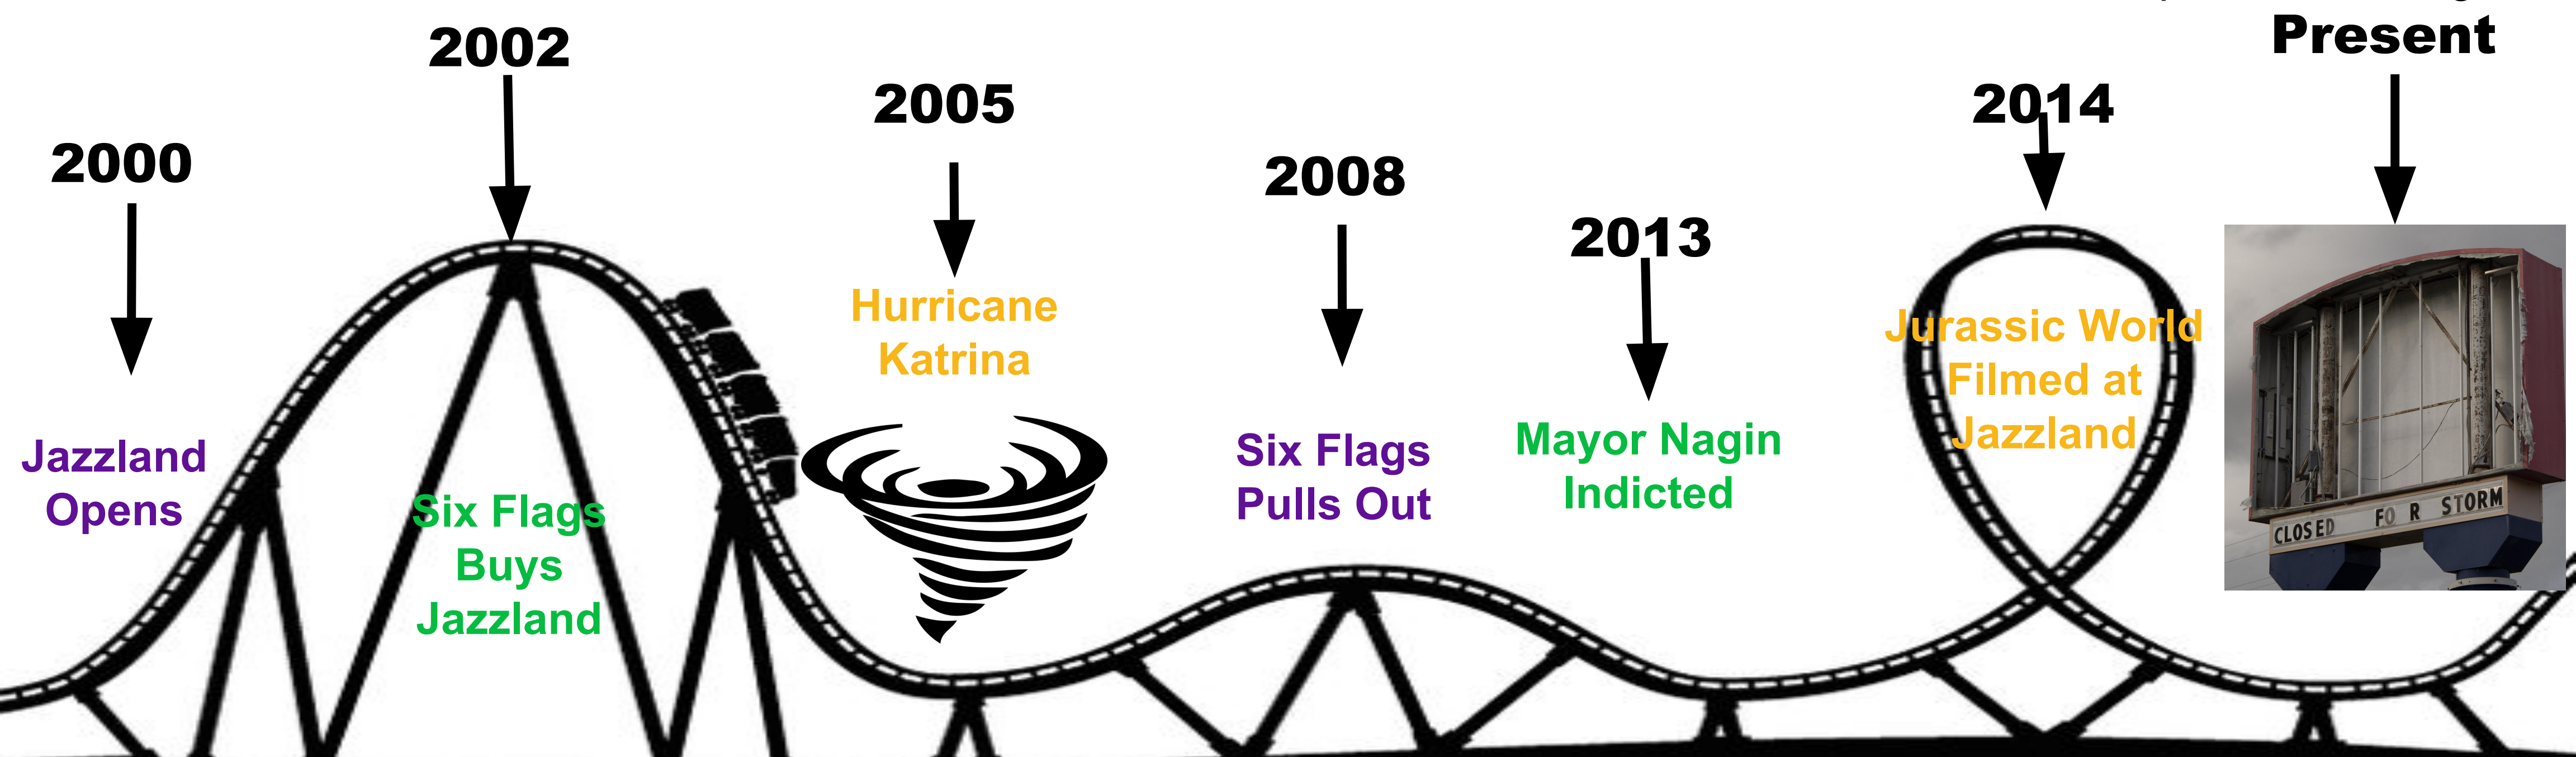 2000
Jazzland
Opens
2002
Six Flags
Buys
Jazzland
2005
Hurricane
Katrina
2008
Six Flags
Pulls Out
2013
Mayor Nagin
Indicted
2014
Jurassic World
Filmed at
Jazzland
Present
CLOSED FO R STORM